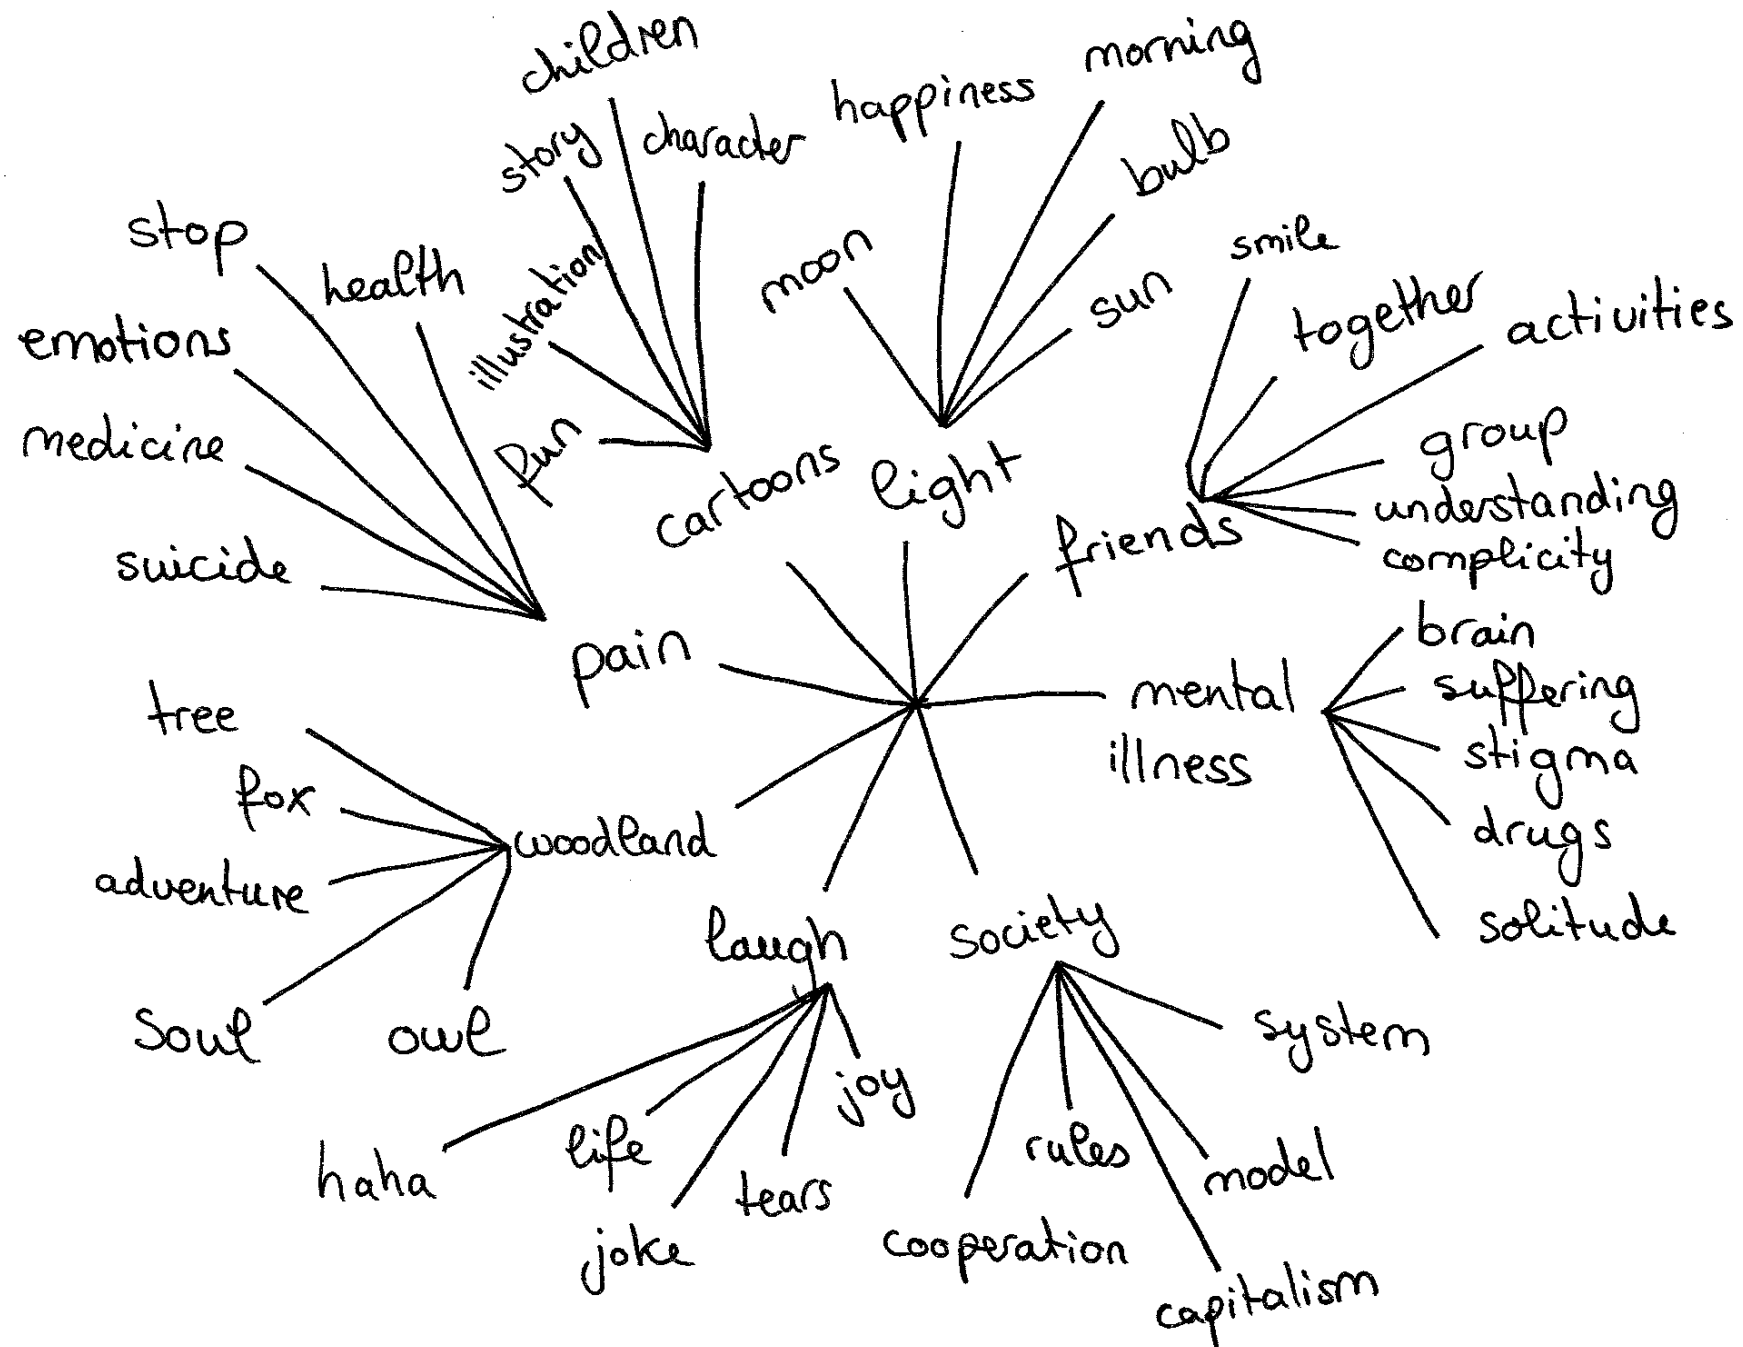 children
morning
happiness
story
character
bulb
stop
health
illustration
moon
sun
smile
together
activities
emotions
medicine
fun
cartoons
light
friends
group
understanding
complicity
suicide
pain
mental
illness
brain
suffering
stigma
drugs
solitude
tree
fox
adventure
soul
owl
woodland
laugh
society
haha
life
joke
tears
joy
system
rules
model
cooperation
capitalism